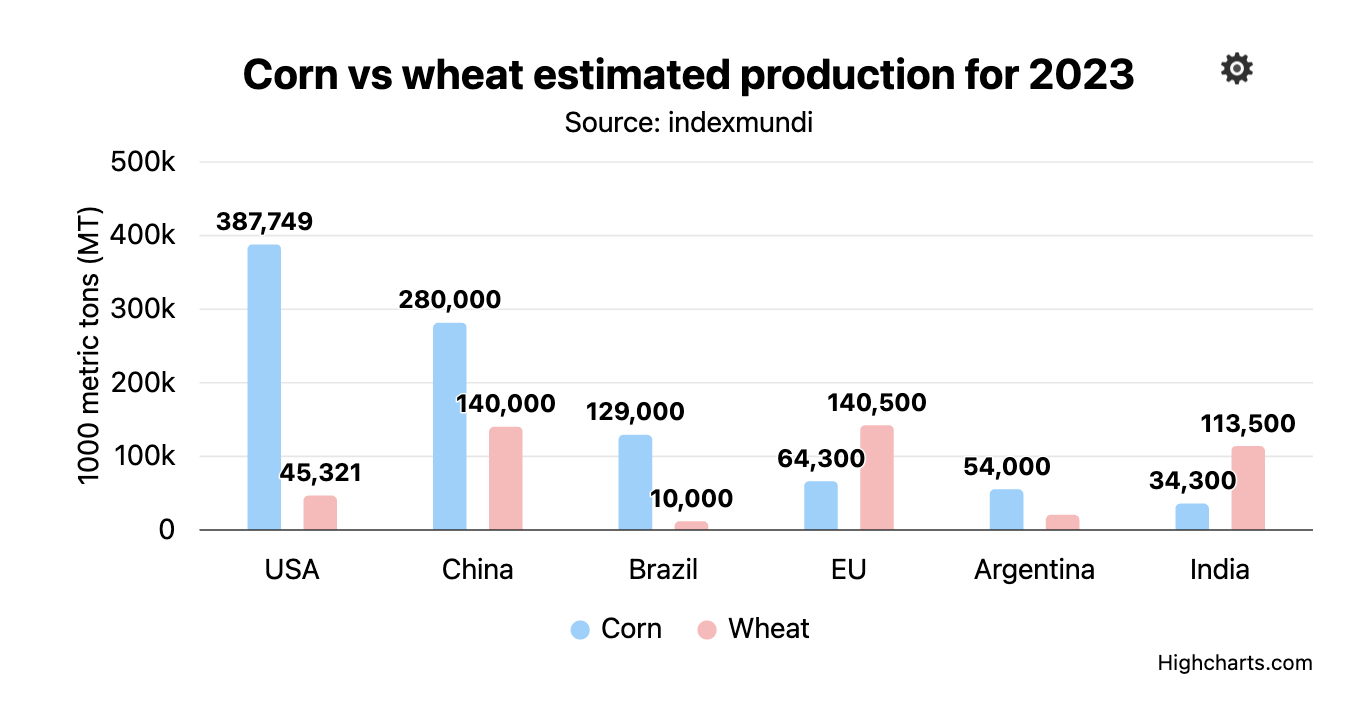 Corn vs wheat estimated production for 2023
Source: indexmundi
1000 metric tons (MT)
500k
400k
300k
200k
100k
0
387,749
280,000
129,000
64,300
54,000
34,300
45,321
140,000
10,000
140,500
113,500
USA
China
Brazil
EU
Argentina
India
Corn
Wheat
Highcharts.com